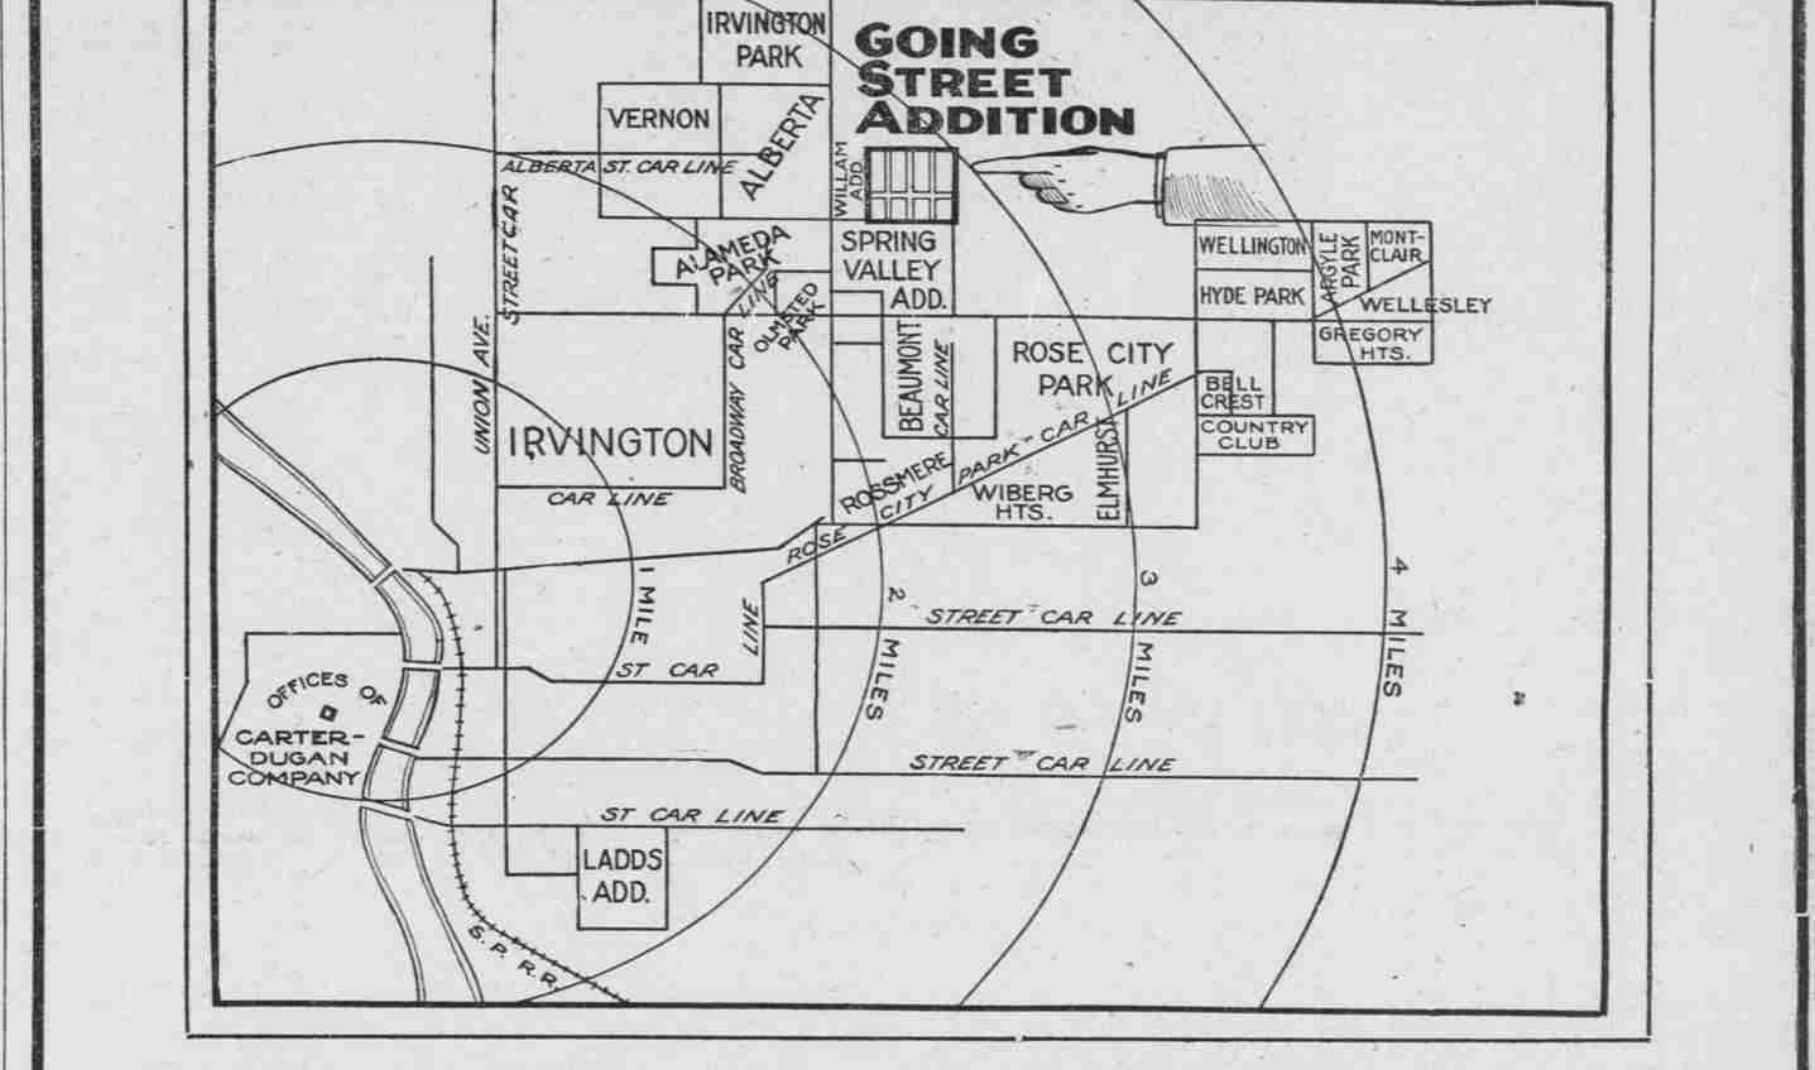 IRVINGTON
PARK
GOING
STREET
ADDITION
VERNON
ALBERTA
ALBERTA ST. CAR LINE
WILLAM
ADD
STREETCAR
ALAMEDA
PARK
SPRING
VALLEY
ADD.
WELLINGTON
ARGYLE
PARK
MONT-
CLAIR
HYDE PARK
WELLESLEY
GREGORY
HTS.
LINE
OLMSTED
PARK
UNION AVE.
BROADWAY CAR
BEAUMONT
CAR LINE
ROSE CITY
PARK
BELL
CREST
COUNTRY
CLUB
IRVINGTON
CAR LINE
ROSSMERE
ROSE CITY PARK-CAR LINE
WIBERG
HTS.
ELMHURST
1 MILE
2 MILES
3 MILES
4 MILES
STREET CAR LINE
LINE
ST CAR
OFFICES OF
CARTER-
DUGAN
COMPANY
STREET CAR LINE
ST CAR LINE
LADDS
ADD.
S. P. R. R.